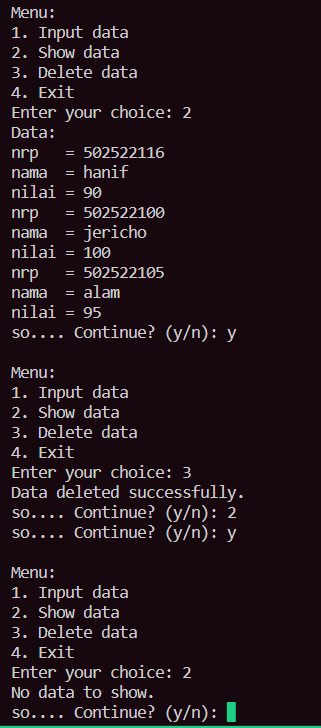 Menu:
1. Input data
2. Show data
3. Delete data
4. Exit
Enter your choice: 2
Data:
nrp   = 502522116
nama  = hanif
nilai = 90
nrp   = 502522100
nama  = jericho
nilai = 100
nrp   = 502522105
nama  = alam
nilai = 95
so.... Continue? (y/n): y
Menu:
1. Input data
2. Show data
3. Delete data
4. Exit
Enter your choice: 3
Data deleted successfully.
so.... Continue? (y/n): 2
so.... Continue? (y/n): y
Menu:
1. Input data
2. Show data
3. Delete data
4. Exit
Enter your choice: 2
No data to show.
so.... Continue? (y/n):